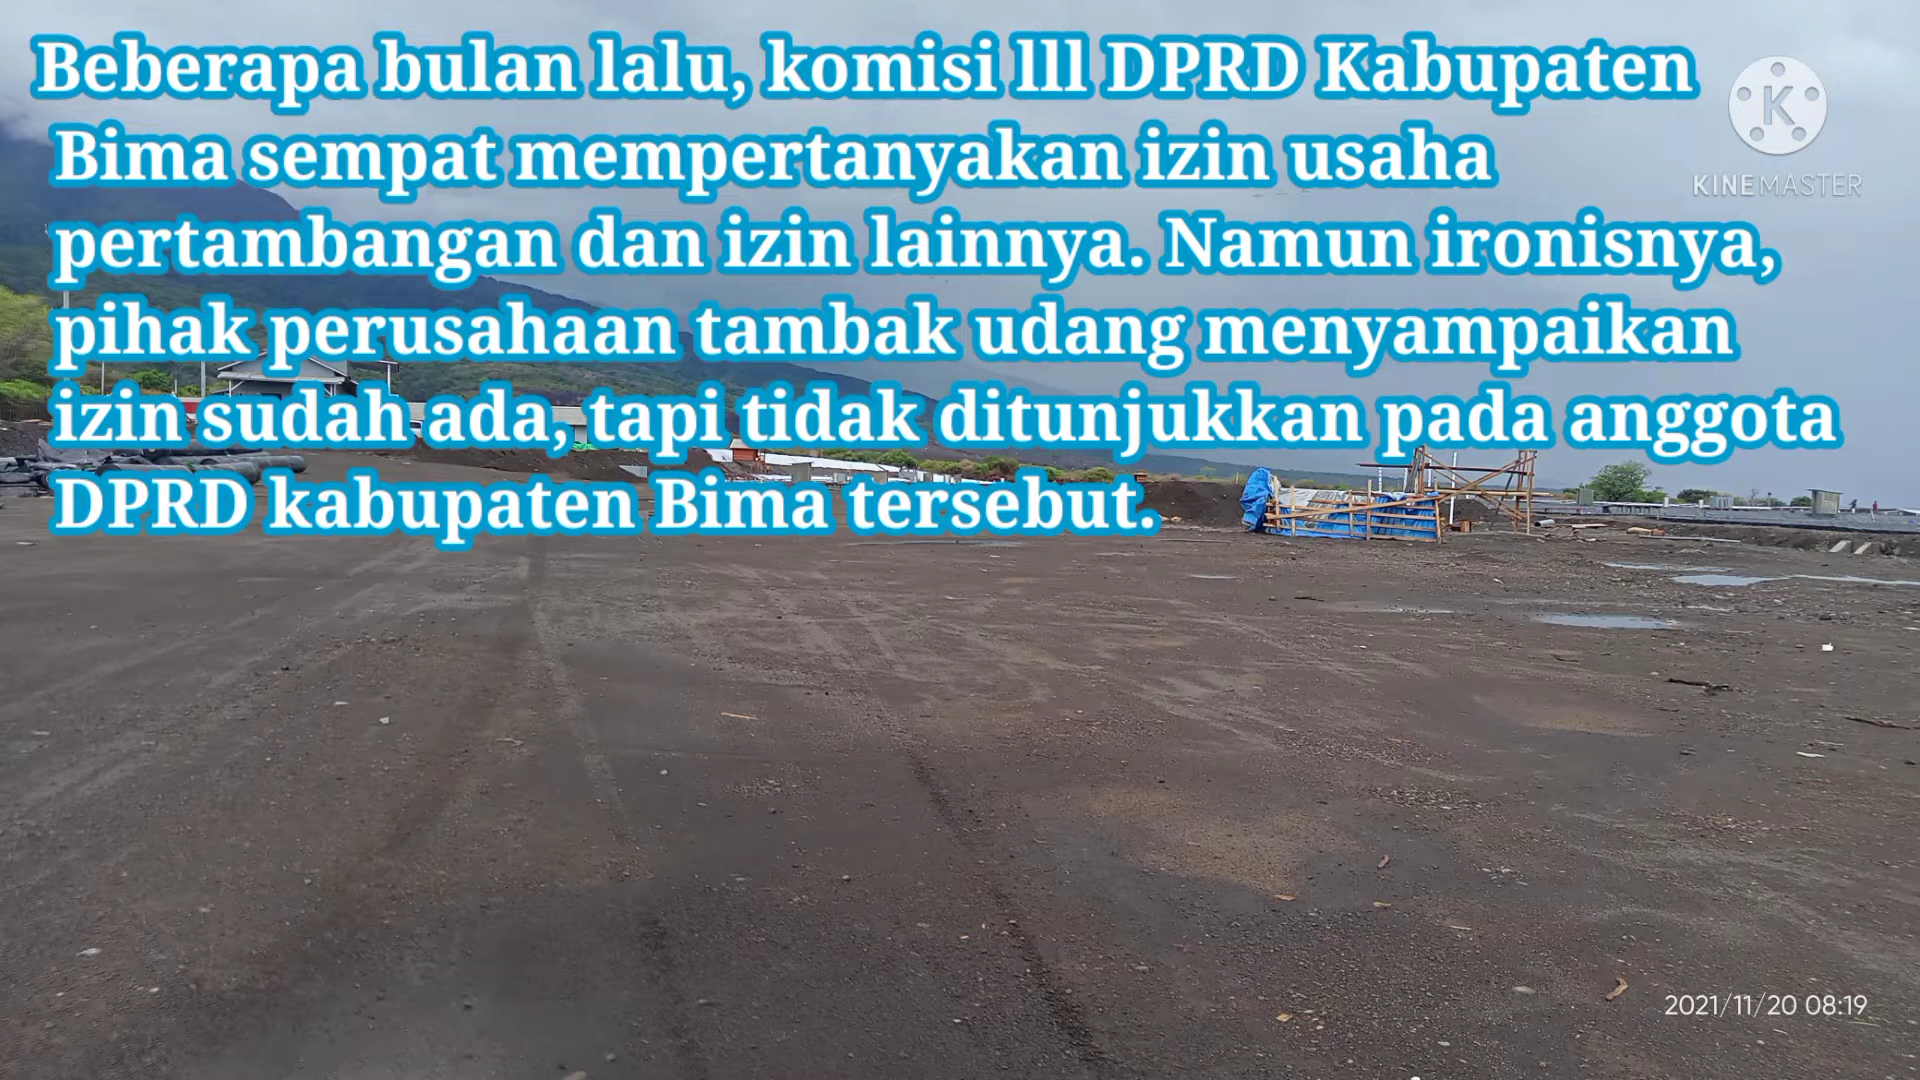 Beberapa bulan lalu, komisi lll DPRD Kabupaten
Bima sempat mempertanyakan izin usaha
pertambangan dan izin lainnya. Namun ironisnya,
pihak perusahaan tambak udang menyampaikan
izin sudah ada, tapi tidak ditunjukkan pada anggota
DPRD kabupaten Bima tersebut.
K
KINEMASTER
2021/11/20 08:19